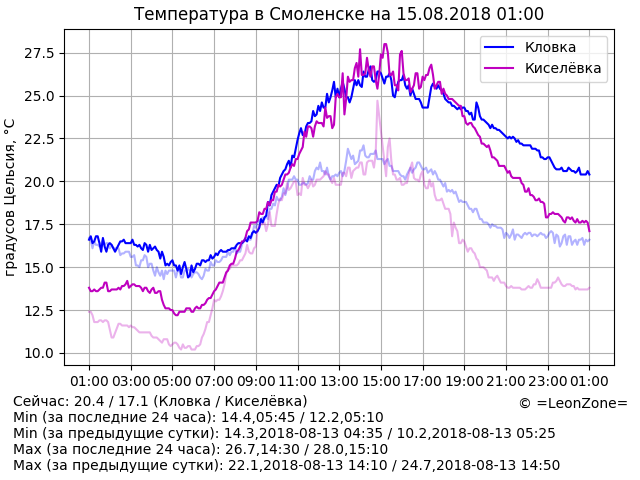 Температура в Смоленске на 15.08.2018 01:00
Кловка
Киселёвка
градусов Цельсия, °C
27.5
25.0
22.5
20.0
17.5
15.0
12.5
10.0
01:00 03:00 05:00 07:00 09:00 11:00 13:00 15:00 17:00 19:00 21:00 23:00 01:00
Сейчас: 20.4 / 17.1 (Кловка / Киселёвка)
© =LeonZone=
Min (за последние 24 часа): 14.4,05:45 / 12.2,05:10
Min (за предыдущие сутки): 14.3,2018-08-13 04:35 / 10.2,2018-08-13 05:25
Max (за последние 24 часа): 26.7,14:30 / 28.0,15:10
Max (за предыдущие сутки): 22.1,2018-08-13 14:10 / 24.7,2018-08-13 14:50